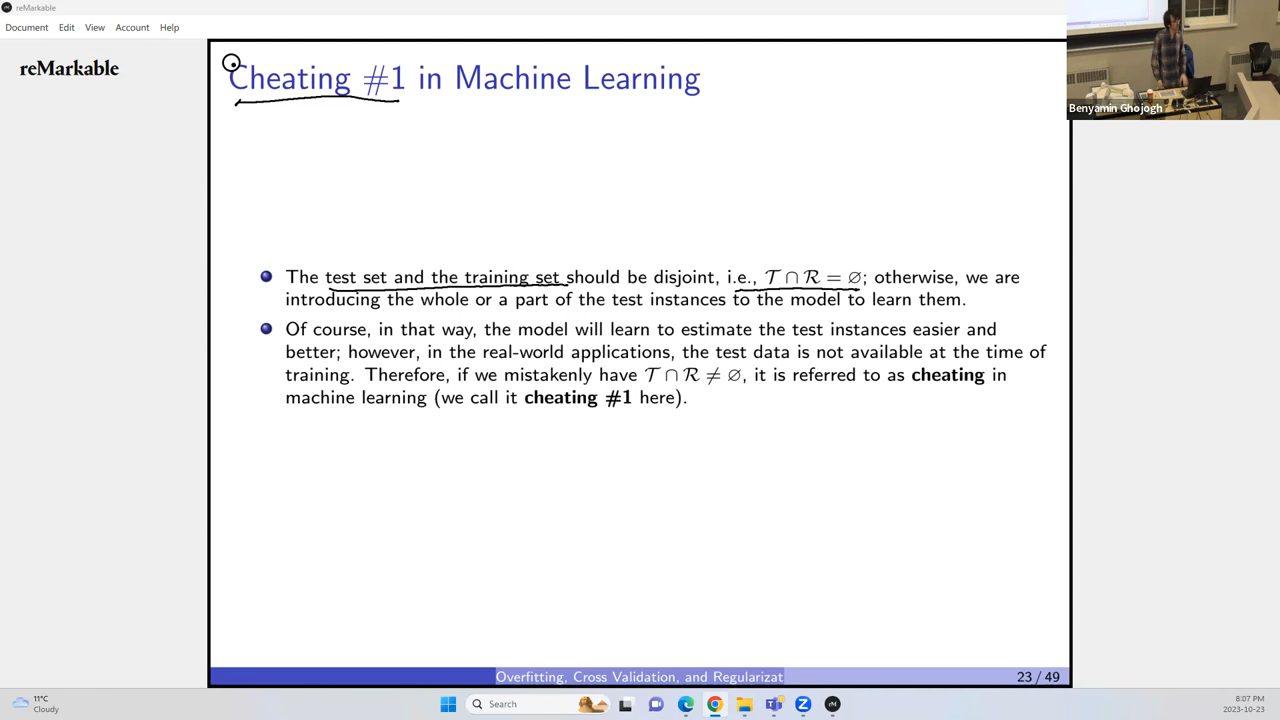 reMarkable
Document Edit View Account Help
reMarkable
Cheating #1 in Machine Learning
Benyamin Ghojogh
The test set and the training set should be disjoint, i.e., 𝒯 ∩ ℛ = ∅; otherwise, we are
introducing the whole or a part of the test instances to the model to learn them.
Of course, in that way, the model will learn to estimate the test instances easier and
better; however, in the real-world applications, the test data is not available at the time of
training. Therefore, if we mistakenly have 𝒯 ∩ ℛ ≠ ∅, it is referred to as cheating in
machine learning (we call it cheating #1 here).
Overfitting, Cross Validation, and Regularizat
23 / 49
11°C
Cloudy
Search
8:07 PM
2023-10-23